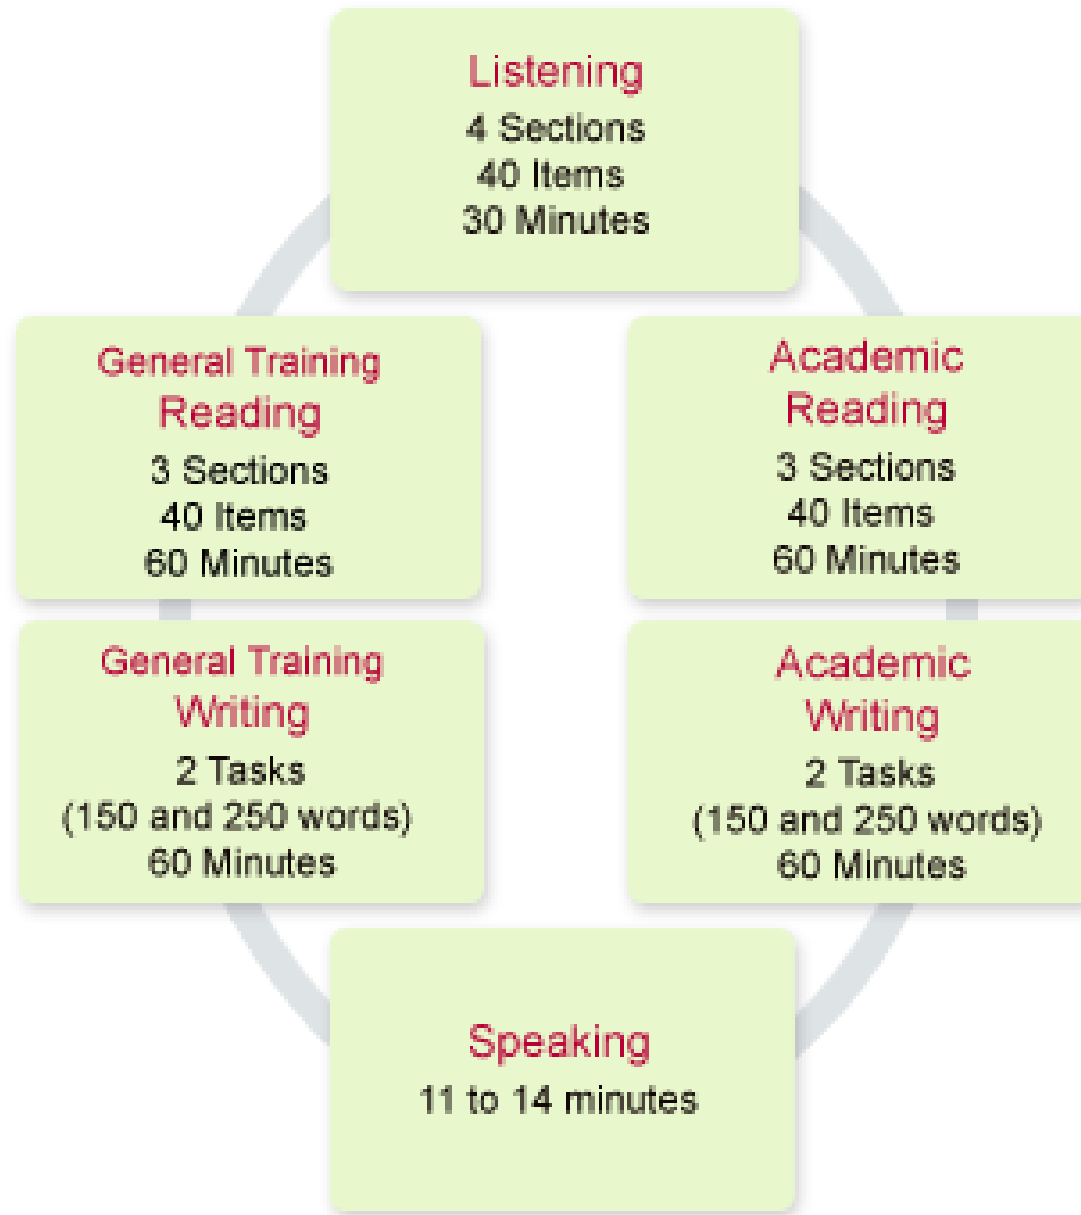 Listening
4 Sections
40 Items
30 Minutes
General Training
Reading
3 Sections
40 Items
60 Minutes
Academic
Reading
3 Sections
40 Items
60 Minutes
General Training
Writing
2 Tasks
(150 and 250 words)
60 Minutes
Academic
Writing
2 Tasks
(150 and 250 words)
60 Minutes
Speaking
11 to 14 minutes